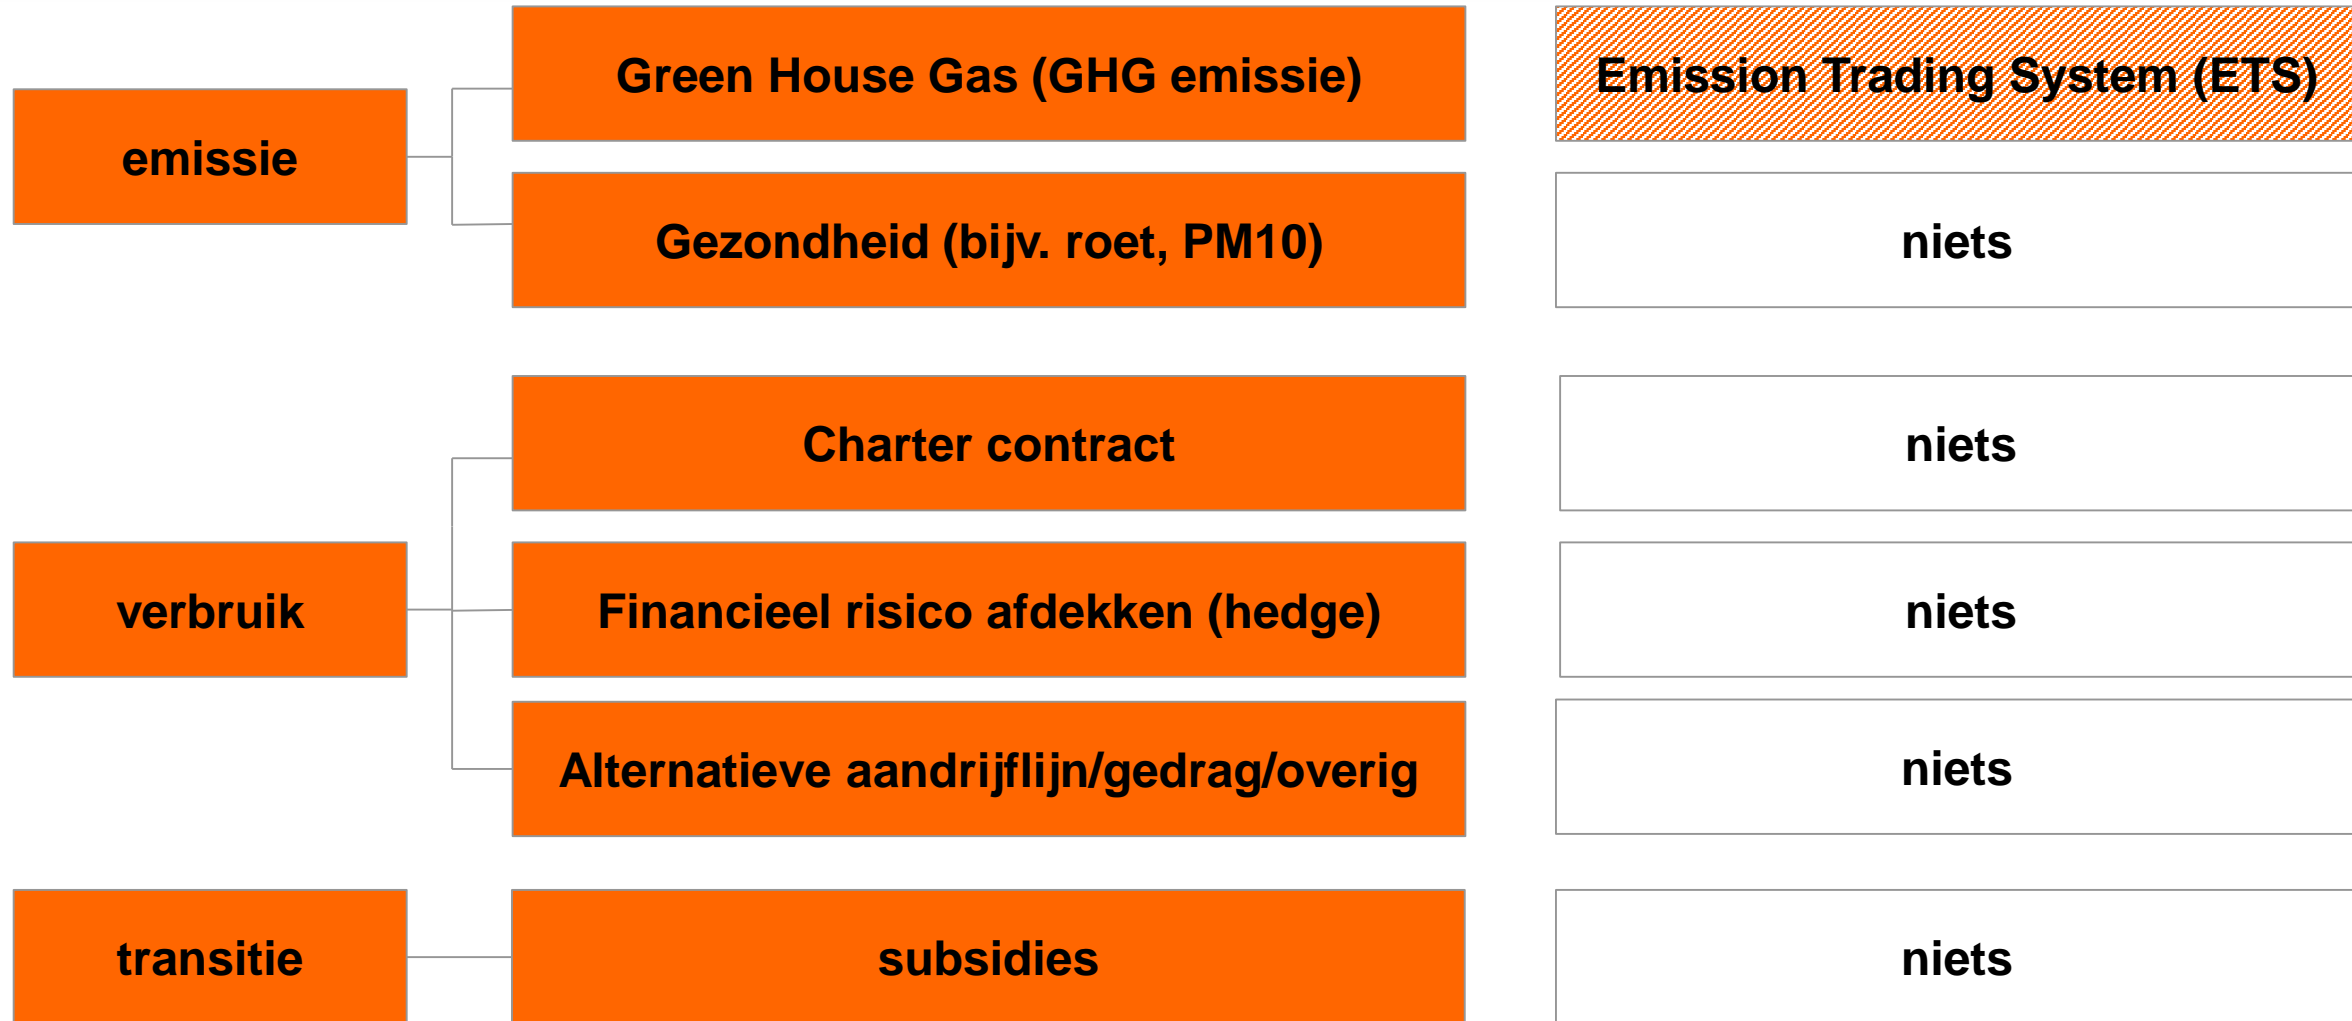 emissie
Green House Gas (GHG emissie)
Emission Trading System (ETS)
Gezondheid (bijv. roet, PM10)
niets
verbruik
Charter contract
niets
Financieel risico afdekken (hedge)
niets
Alternatieve aandrijflijn/gedrag/overig
niets
transitie
subsidies
niets